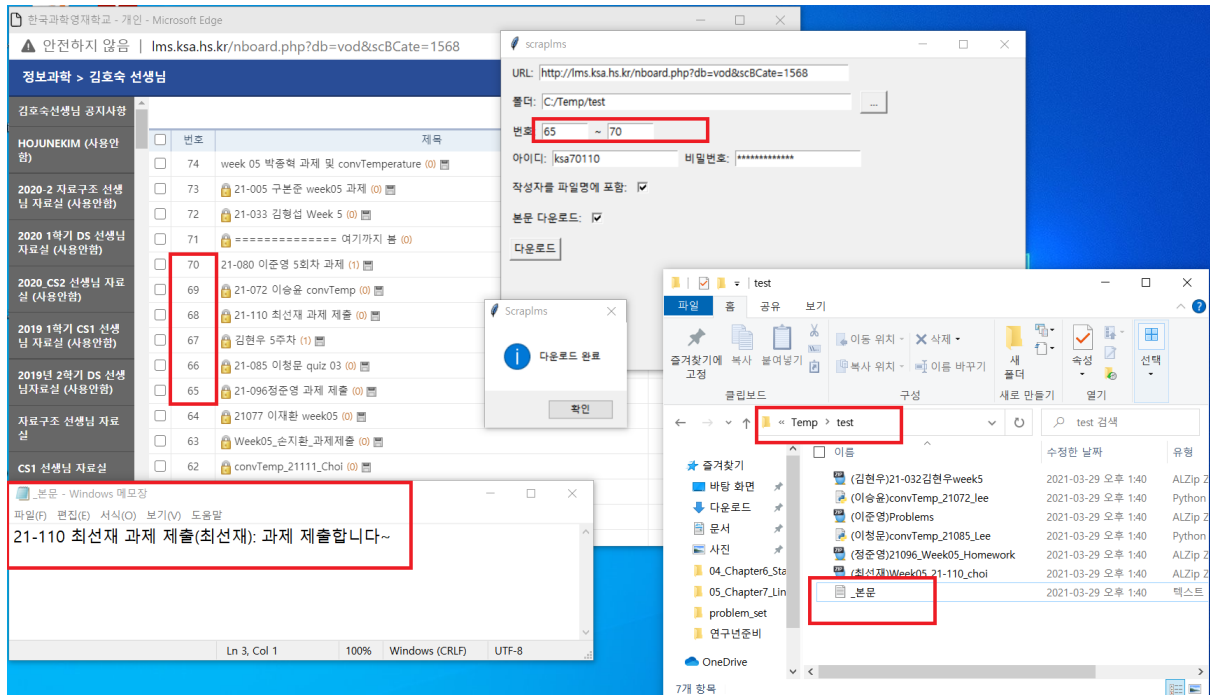 한국과학영재학교 - 개인 - Microsoft Edge
안전하지 않음 | lms.ksa.hs.kr/nboard.php?db=vod&scBCate=1568
정보과학 > 김호숙 선생님
김호숙선생님 공지사항
HOJUNEKIM (사용안함)
2020-2 자료구조 선생님 자료실 (사용안함)
2020 1학기 DS 선생님 자료실 (사용안함)
2020_CS2 선생님 자료실 (사용안함)
2019 1학기 CS1 선생님 자료실 (사용안함)
2019년 2학기 DS 선생님자료실 (사용안함)
자료구조 선생님 자료실
CS1 선생님 자료실
번호 제목
74 week 05 박종혁 과제 및 convTemperature (0)
73 21-005 구본준 week05 과제 (0)
72 21-033 김형섭 Week 5 (0)
71 ============== 여기까지 봄 (0)
70 21-080 이준영 5회차 과제 (1)
69 21-072 이승윤 convTemp (0)
68 21-110 최선재 과제 제출 (0)
67 김현우 5주차 (1)
66 21-085 이청문 quiz 03 (0)
65 21-096정준영 과제 제출 (0)
64 21077 이재환 week05 (0)
63 Week05_손지환_과제제출 (0)
62 convTemp_21111_Choi (0)
scraplms
URL: http://lms.ksa.hs.kr/nboard.php?db=vod&scBCate=1568
폴더: C:/Temp/test ...
번호: 65 ~ 70
아이디: ksa70110 비밀번호: *************
작성자를 파일명에 포함:
본문 다운로드:
다운로드
Scraplms
다운로드 완료
확인
_본문 - Windows 메모장
파일(F) 편집(E) 서식(O) 보기(V) 도움말
21-110 최선재 과제 제출(최선재): 과제 제출합니다~
Ln 3, Col 1 100% Windows (CRLF) UTF-8
test
파일 홈 공유 보기
즐겨찾기에 고정 복사 붙여넣기
이동 위치 삭제
복사 위치 이름 바꾸기
새 폴더 속성 선택
클립보드 구성 새로 만들기 열기
« Temp > test test 검색
이름 수정한 날짜 유형
즐겨찾기
바탕 화면
다운로드
문서
사진
04_Chapter6_Sta
05_Chapter7_Lin
problem_set
연구년준비
OneDrive
(김현우)21-032김현우week5 2021-03-29 오후 1:40 ALZip Z
(이승윤)convTemp_21072_lee 2021-03-29 오후 1:40 Python
(이준영)Problems 2021-03-29 오후 1:40 ALZip Z
(이청문)convTemp_21085_Lee 2021-03-29 오후 1:40 Python
(정준영)21096_Week05_Homework 2021-03-29 오후 1:40 ALZip Z
(최선재)Week05_21-110_choi 2021-03-29 오후 1:40 ALZip Z
_본문 2021-03-29 오후 1:40 텍스트
7개 항목